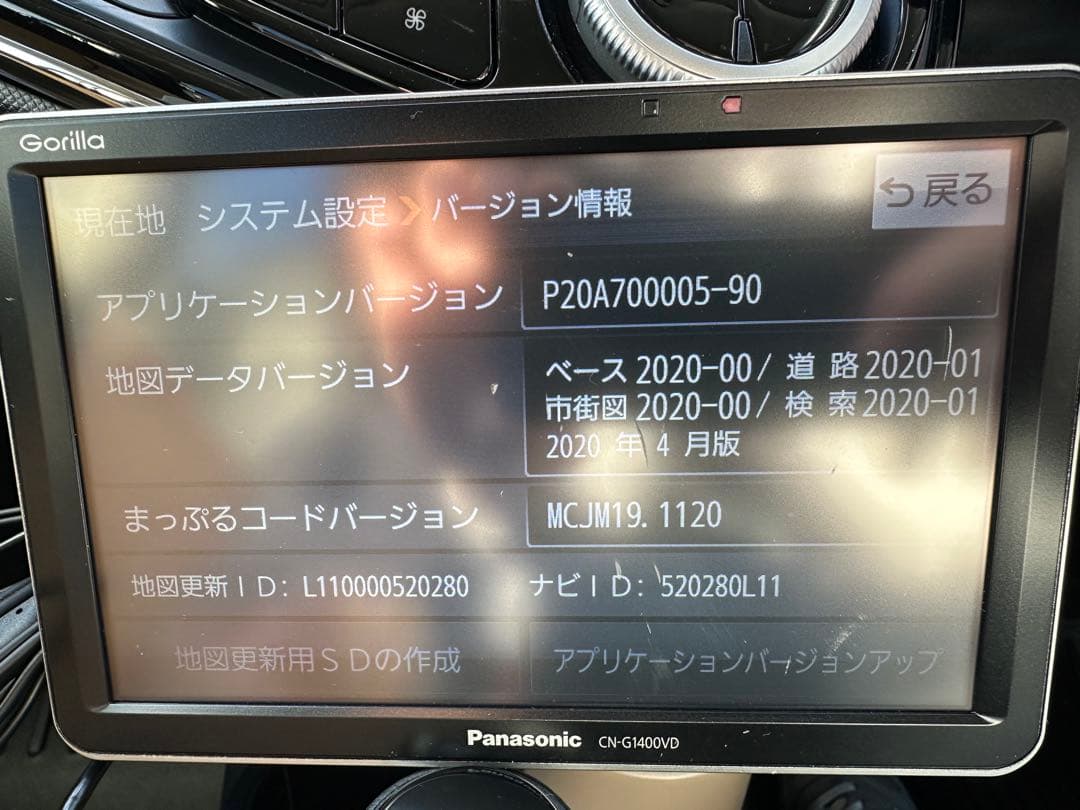 Gorilla
現在地 システム設定 > バージョン情報 戻る
アプリケーションバージョン P20A700005-90
地図データバージョン ベース 2020-00/ 道 路 2020-01
市街図 2020-00/ 検 索 2020-01
2020 年 4 月版
まっぷるコードバージョン MCJM19.1120
地図更新ID: L110000520280 ナビID: 520280L11
地図更新用SDの作成 アプリケーションバージョンアップ
Panasonic CN-G1400VD